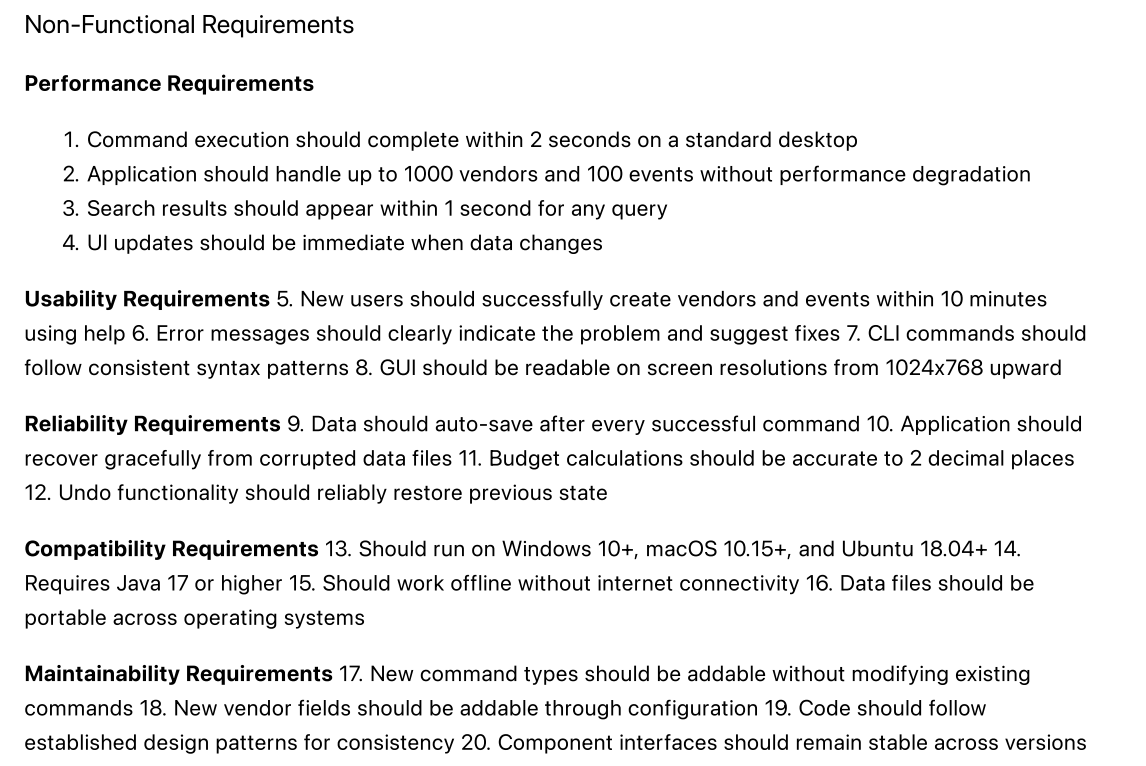 Non-Functional Requirements
Performance Requirements
1. Command execution should complete within 2 seconds on a standard desktop
2. Application should handle up to 1000 vendors and 100 events without performance degradation
3. Search results should appear within 1 second for any query
4. UI updates should be immediate when data changes
Usability Requirements 5. New users should successfully create vendors and events within 10 minutes
using help 6. Error messages should clearly indicate the problem and suggest fixes 7. CLI commands should
follow consistent syntax patterns 8. GUI should be readable on screen resolutions from 1024x768 upward
Reliability Requirements 9. Data should auto-save after every successful command 10. Application should
recover gracefully from corrupted data files 11. Budget calculations should be accurate to 2 decimal places
12. Undo functionality should reliably restore previous state
Compatibility Requirements 13. Should run on Windows 10+, macOS 10.15+, and Ubuntu 18.04+ 14.
Requires Java 17 or higher 15. Should work offline without internet connectivity 16. Data files should be
portable across operating systems
Maintainability Requirements 17. New command types should be addable without modifying existing
commands 18. New vendor fields should be addable through configuration 19. Code should follow
established design patterns for consistency 20. Component interfaces should remain stable across versions